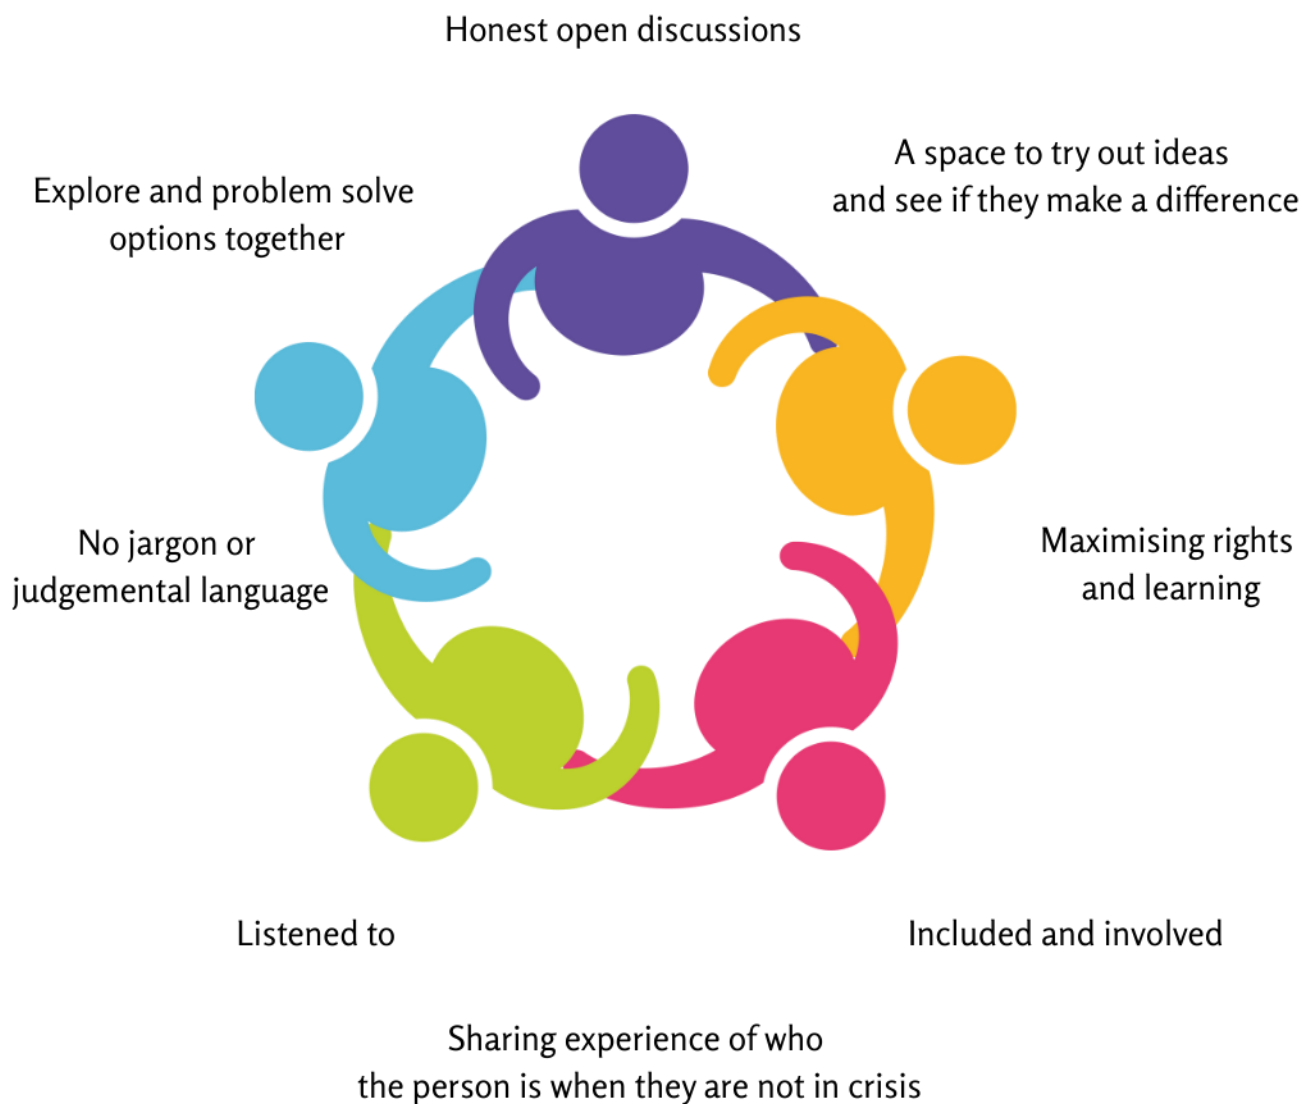 Honest open discussions
A space to try out ideas
and see if they make a difference
Explore and problem solve
options together
Maximising rights
and learning
No jargon or
judgemental language
Listened to
Included and involved
Sharing experience of who
the person is when they are not in crisis